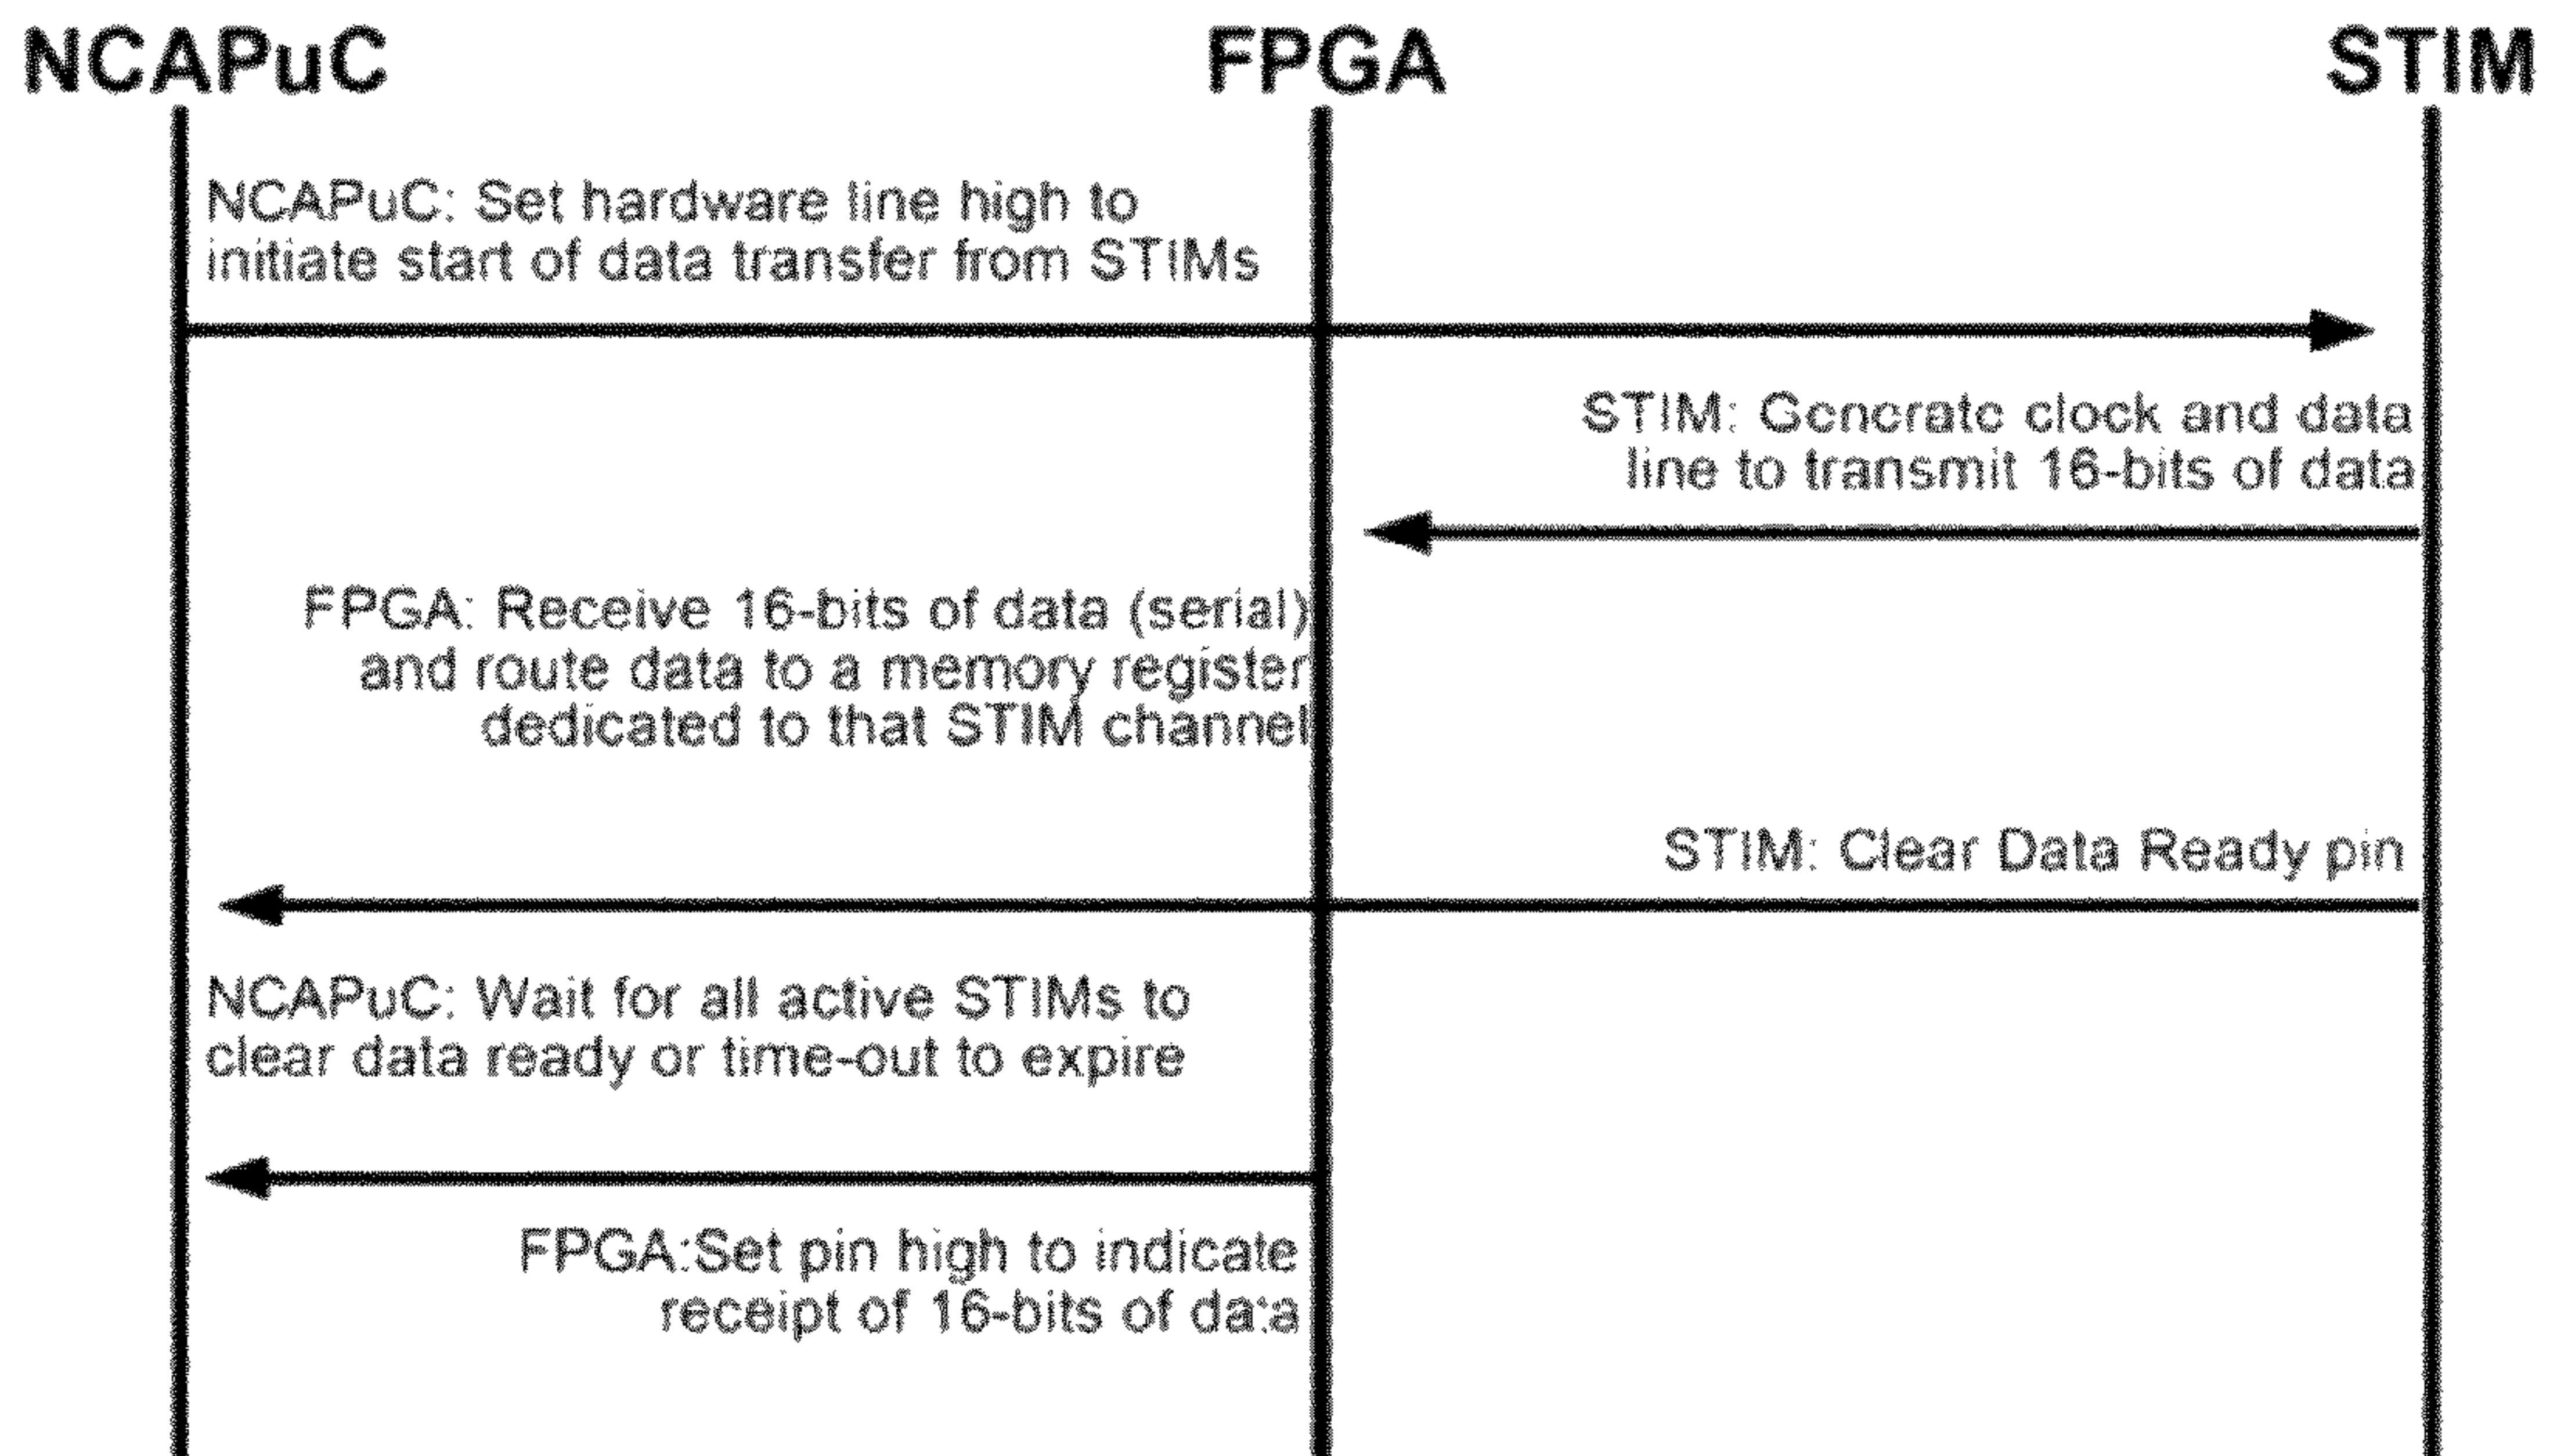 NCAPuC FPGA STIM
NCAPuC: Set hardware line high to
initiate start of data transfer from STIMs
STIM: Generate clock and data
line to transmit 16-bits of data
FPGA: Receive 16-bits of data (serial)
and route data to a memory register
dedicated to that STIM channel
STIM: Clear Data Ready pin
NCAPuC: Wait for all active STIMs to
clear data ready or time-out to expire
FPGA:Set pin high to indicate
receipt of 16-bits of data